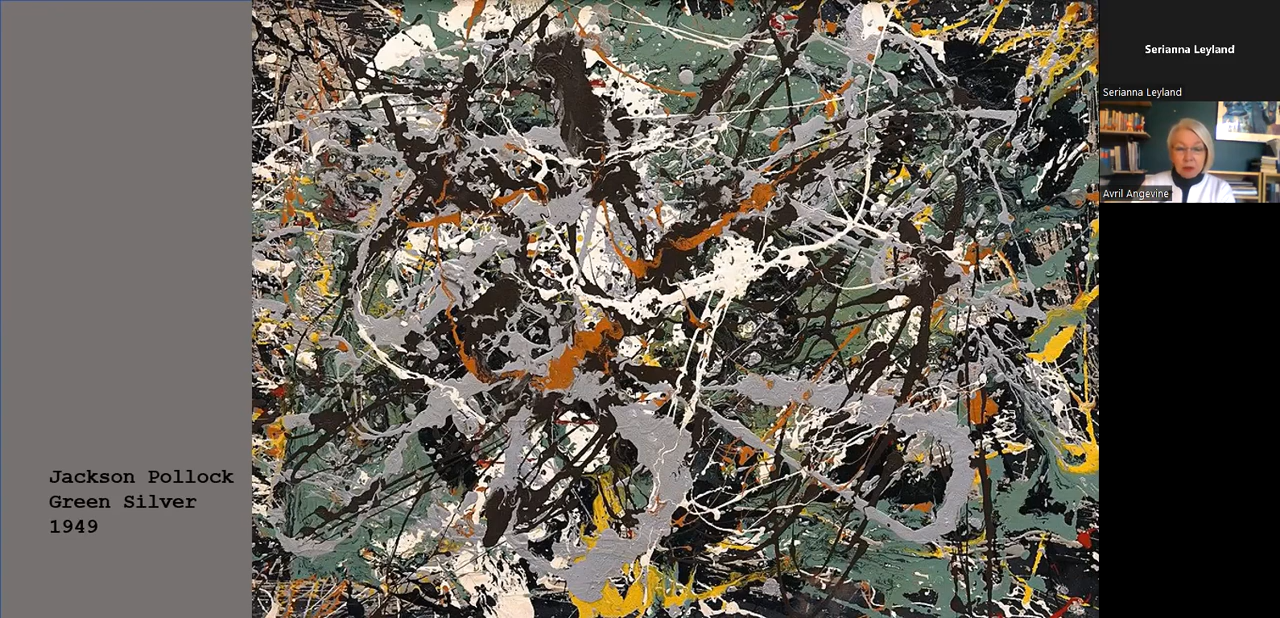 Jackson Pollock
Green Silver
1949
Serianna Leyland
Serianna Leyland
Avril Angevine